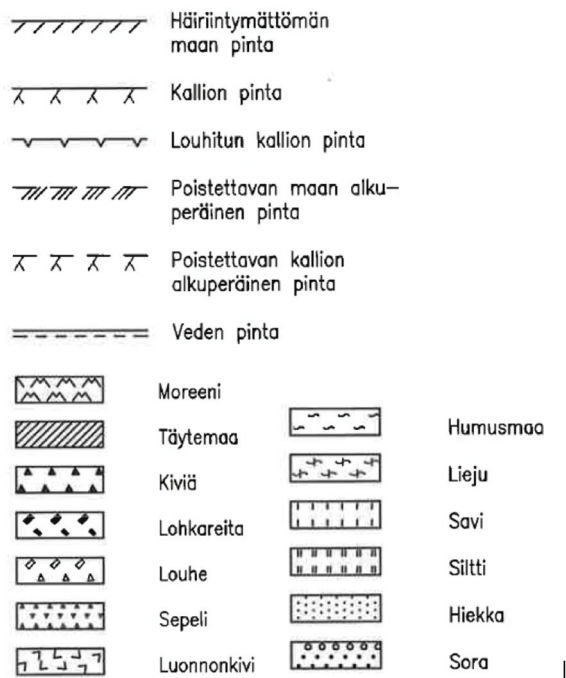 Häiriintymättömän
maan pinta
Kallion pinta
Louhitun kallion pinta
Poistettavan maan alku-
peräinen pinta
Poistettavan kallion
alkuperäinen pinta
Veden pinta
Moreeni
Täytemaa
Kiviä
Lohkareita
Louhe
Sepeli
Luonnonkivi
Humusmaa
Lieju
Savi
Siltti
Hiekka
Sora